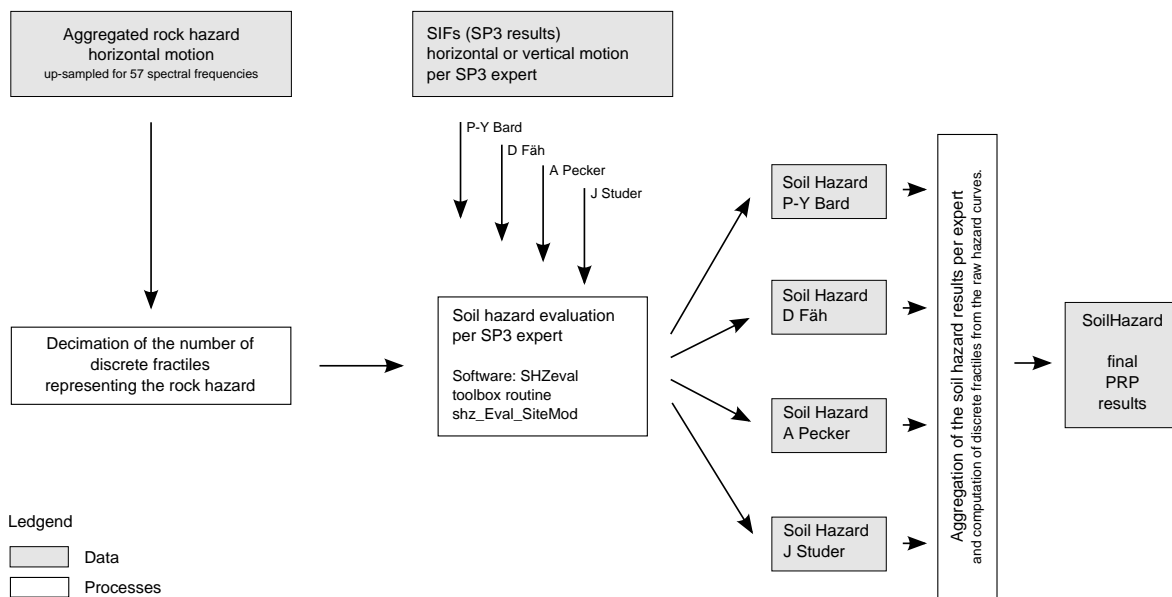 Aggregated rock hazard
horizontal motion
up-sampled for 57 spectral frequencies
SIFs (SP3 results)
horizontal or vertical motion
per SP3 expert
P-Y Bard
D Fäh
A Pecker
J Studer
Decimation of the number of
discrete fractiles
representing the rock hazard
Soil hazard evaluation
per SP3 expert
Software: SHZeval
toolbox routine
shz_Eval_SiteMod
Soil Hazard
P-Y Bard
Soil Hazard
D Fäh
Soil Hazard
A Pecker
Soil Hazard
J Studer
Aggregation of the soil hazard results per expert
and computation of discrete fractiles from the raw hazard curves.
SoilHazard
final
PRP
results
Ledgend
Data
Processes